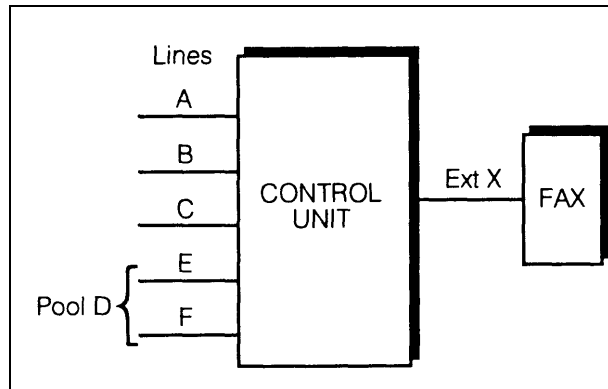 Lines
A
B
C
E
F
Pool D
CONTROL
UNIT
Ext X
FAX